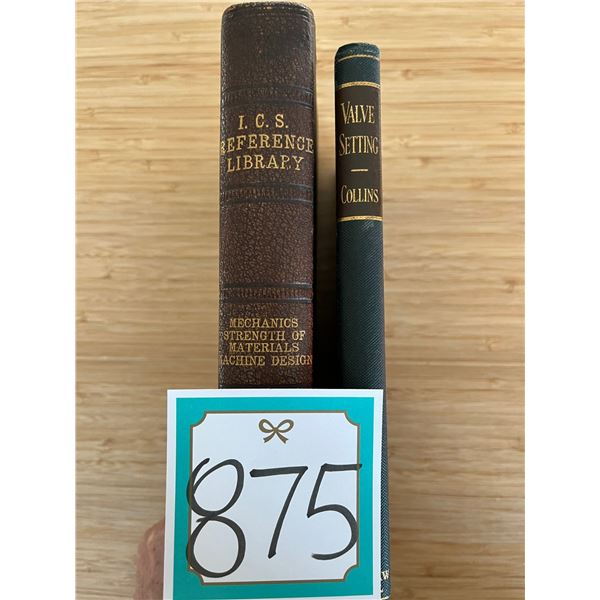 I. C. S.
REFERENCE
LIBRARY
MECHANICS
STRENGTH OF
MATERIALS
MACHINE DESIGN
VALVE
SETTING
COLLINS
875